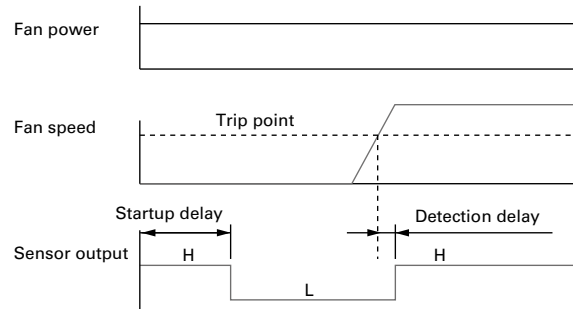 Fan power
Fan speed
Trip point
Startup delay
Detection delay
Sensor output
H
H
L